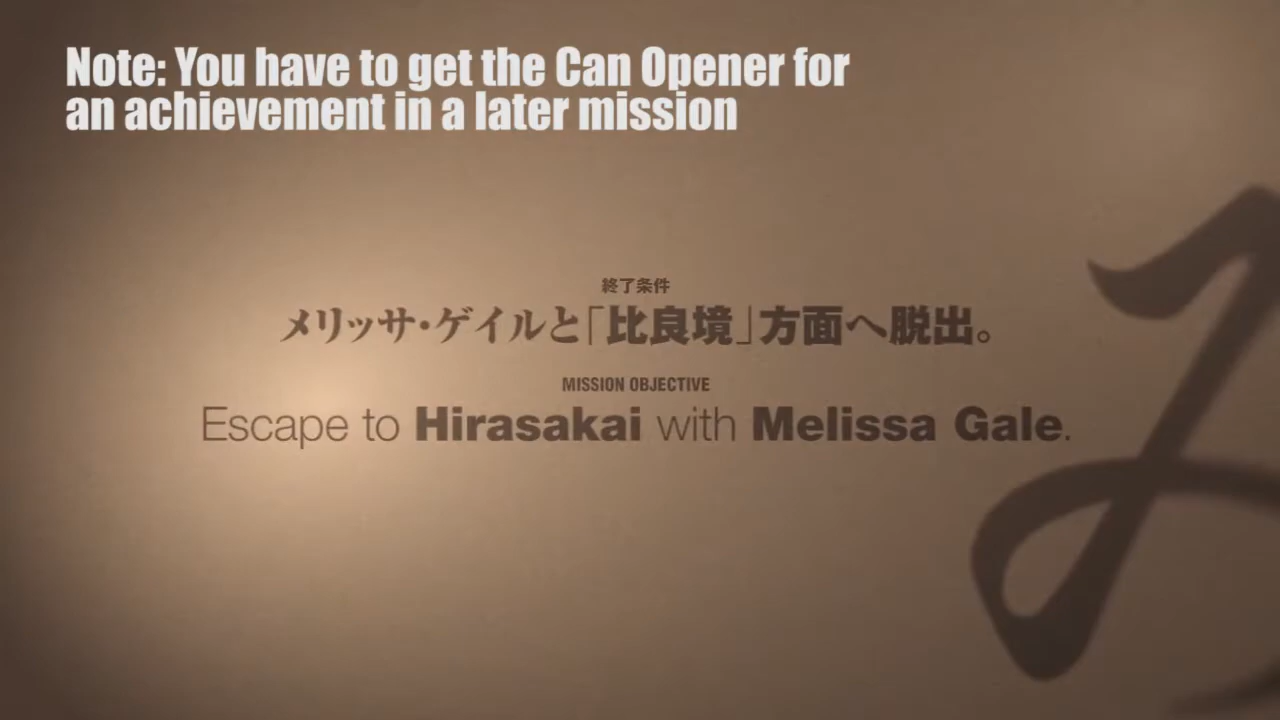 Note: You have to get the Can Opener for
an achievement in a later mission
終了条件
メリッサ・ゲイルと「比良境」方面へ脱出。
MISSION OBJECTIVE
Escape to Hirasakai with Melissa Gale.